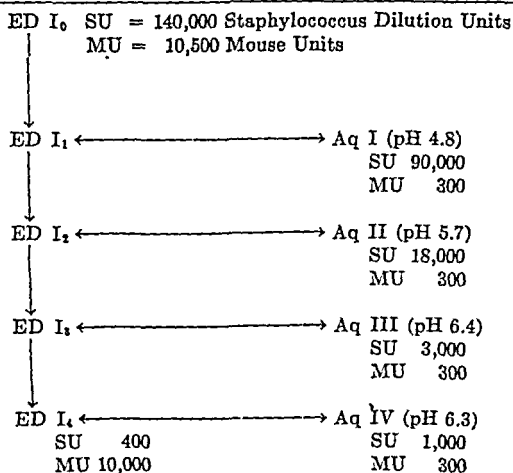 ED I₀ SU = 140,000 Staphylococcus Dilution Units
MU = 10,500 Mouse Units
ED I₁ Aq I (pH 4.8)
SU 90,000
MU 300
ED I₂ Aq II (pH 5.7)
SU 18,000
MU 300
ED I₃ Aq III (pH 6.4)
SU 3,000
MU 300
ED I₄ Aq IV (pH 6.3)
SU 400 SU 1,000
MU 10,000 MU 300